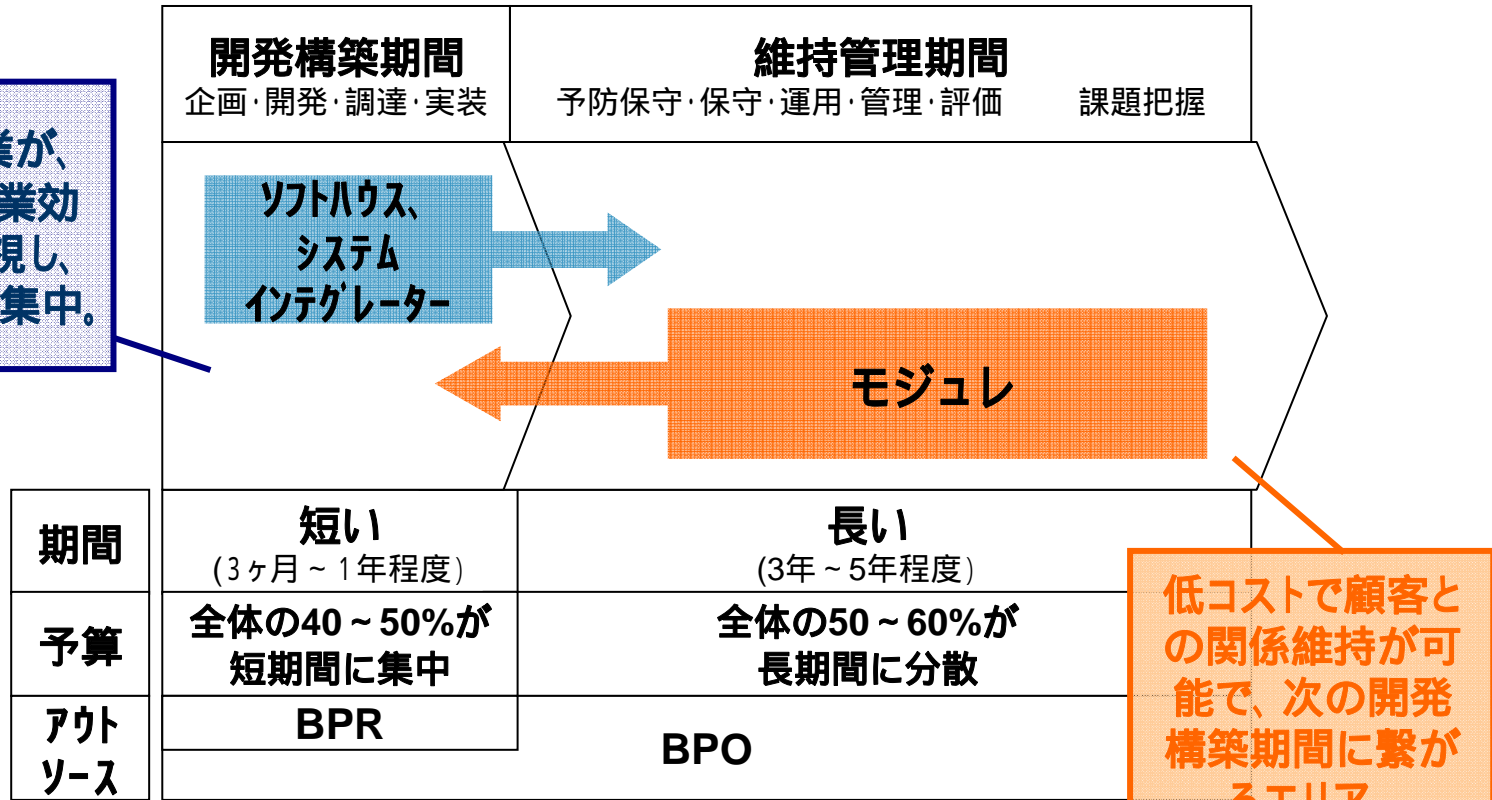 開発構築期間
企画・開発・調達・実装
維持管理期間
予防保守・保守・運用・管理・評価　課題把握
業が、
業効
視し、
集中。
ｿﾌﾄﾊｳｽ、
ｼｽﾃﾑ
ｲﾝﾃｸﾞﾚｰﾀｰ
モジュレ
期間
短い
(3ヶ月～1年程度)
長い
(3年～5年程度)
予算
全体の40～50%が
短期間に集中
全体の50～60%が
長期間に分散
ｱｳﾄ
ｿｰｽ
BPR
BPO
低コストで顧客と
の関係維持が可
能で、次の開発
構築期間に繋が
るエリア